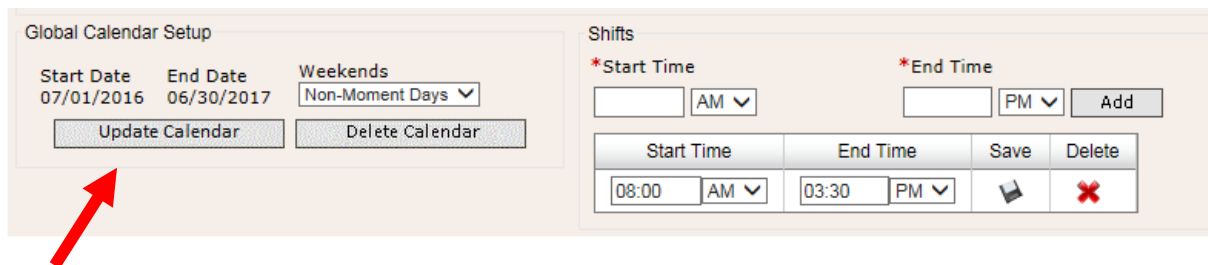 Global Calendar Setup
Start Date End Date Weekends
07/01/2016 06/30/2017 Non-Moment Days
Update Calendar Delete Calendar
Shifts
*Start Time *End Time
AM PM Add
Start Time End Time Save Delete
08:00 AM 03:30 PM